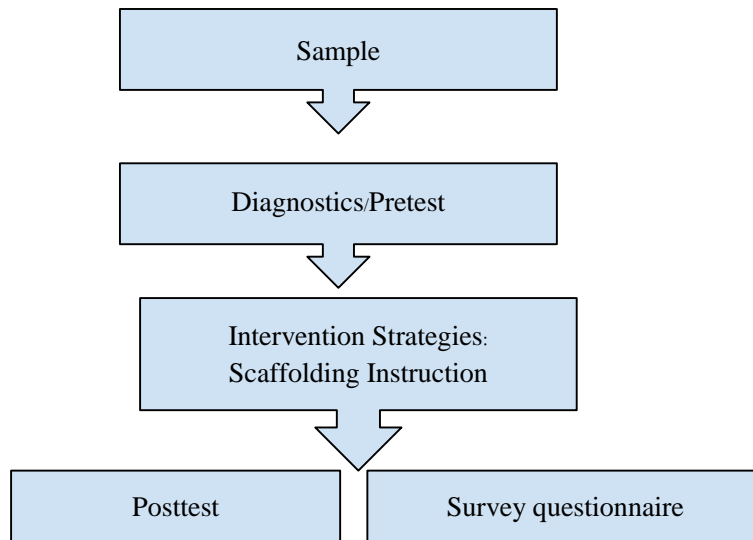 Sample
Diagnostics/Pretest
Intervention Strategies:
Scaffolding Instruction
Posttest
Survey questionnaire